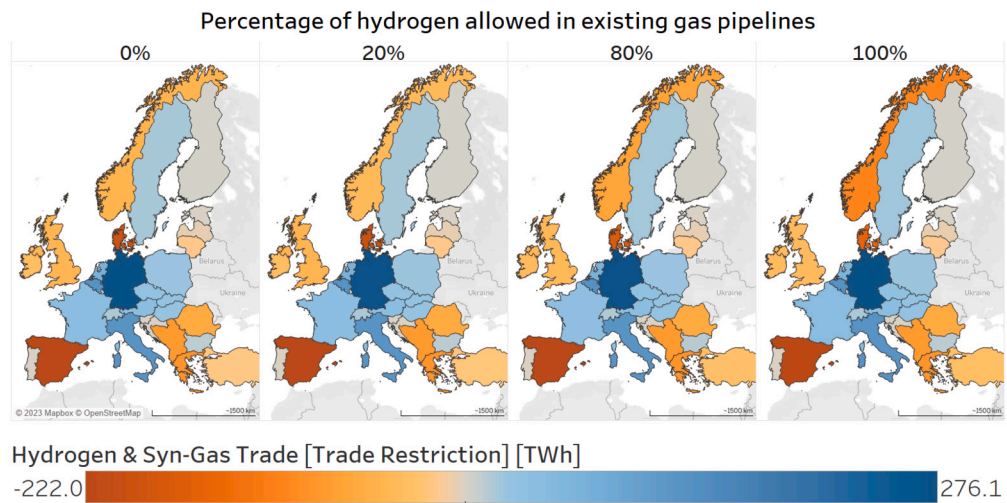 Percentage of hydrogen allowed in existing gas pipelines
0% 20% 80% 100%
Belarus Belarus Belarus
Ukraine Ukraine Ukraine
© 2023 Mapbox © OpenStreetMap ~1500 km ~1500 km ~1500 km ~1500 km
Hydrogen & Syn-Gas Trade [Trade Restriction] [TWh]
-222.0 276.1